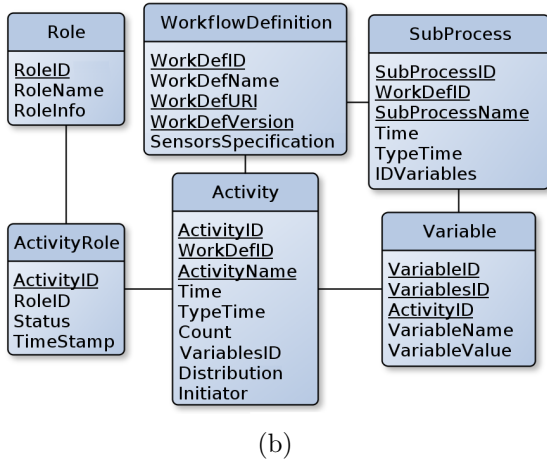 Role
RoleID
RoleName
RoleInfo
WorkflowDefinition
WorkDefID
WorkDefName
WorkDefURI
WorkDefVersion
SensorsSpecification
SubProcess
SubProcessID
WorkDefID
SubProcessName
Time
TypeTime
IDVariables
ActivityRole
ActivityID
RoleID
Status
TimeStamp
Activity
ActivityID
WorkDefID
ActivityName
Time
TypeTime
Count
VariablesID
Distribution
Initiator
Variable
VariableID
VariablesID
ActivityID
VariableName
VariableValue
(b)